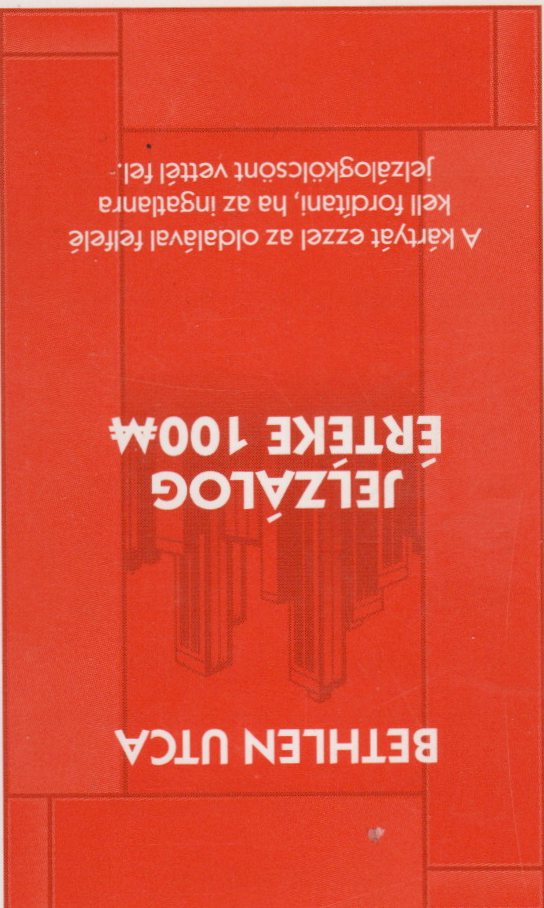 BETHLEN UTCA
JELZÁLOG
ÉRTÉKE 100₩
A kártyát ezzel az oldalával felfelé
kell fordítani, ha az ingatlanra
jelzálogkölcsönt vettél fel.